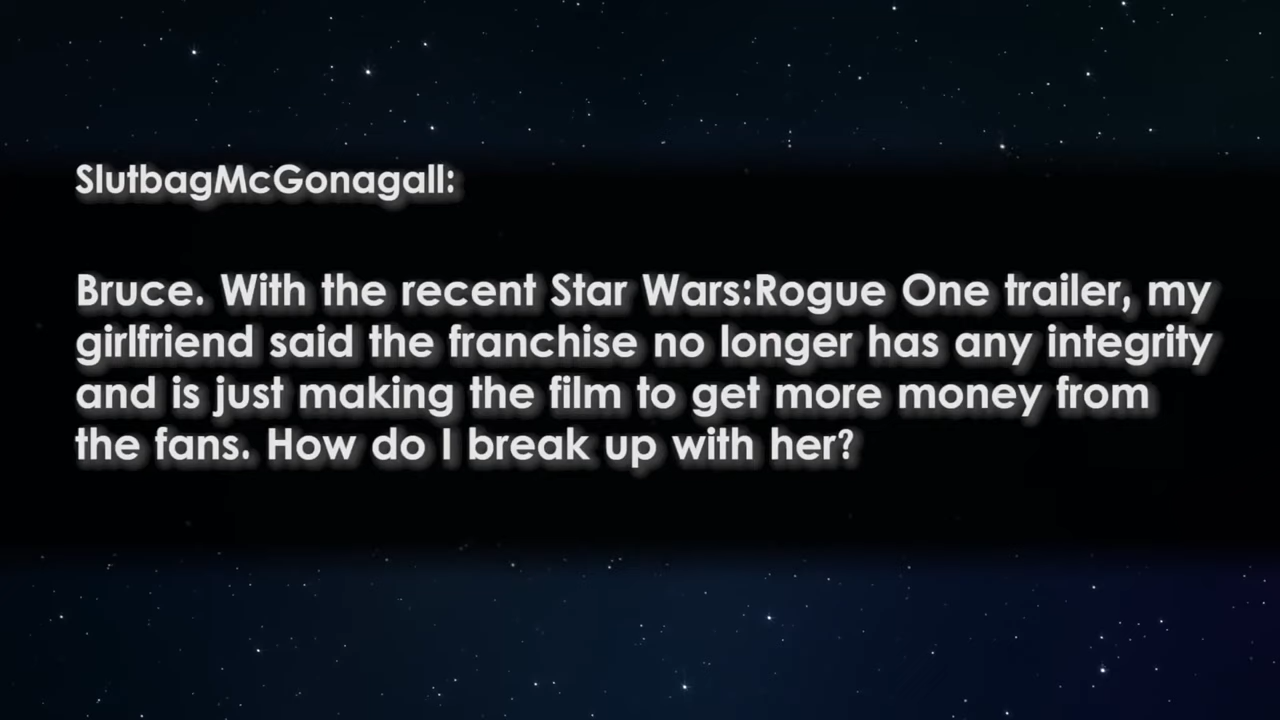 SlutbagMcGonagall:
Bruce. With the recent Star Wars:Rogue One trailer, my
girlfriend said the franchise no longer has any integrity
and is just making the film to get more money from
the fans. How do I break up with her?